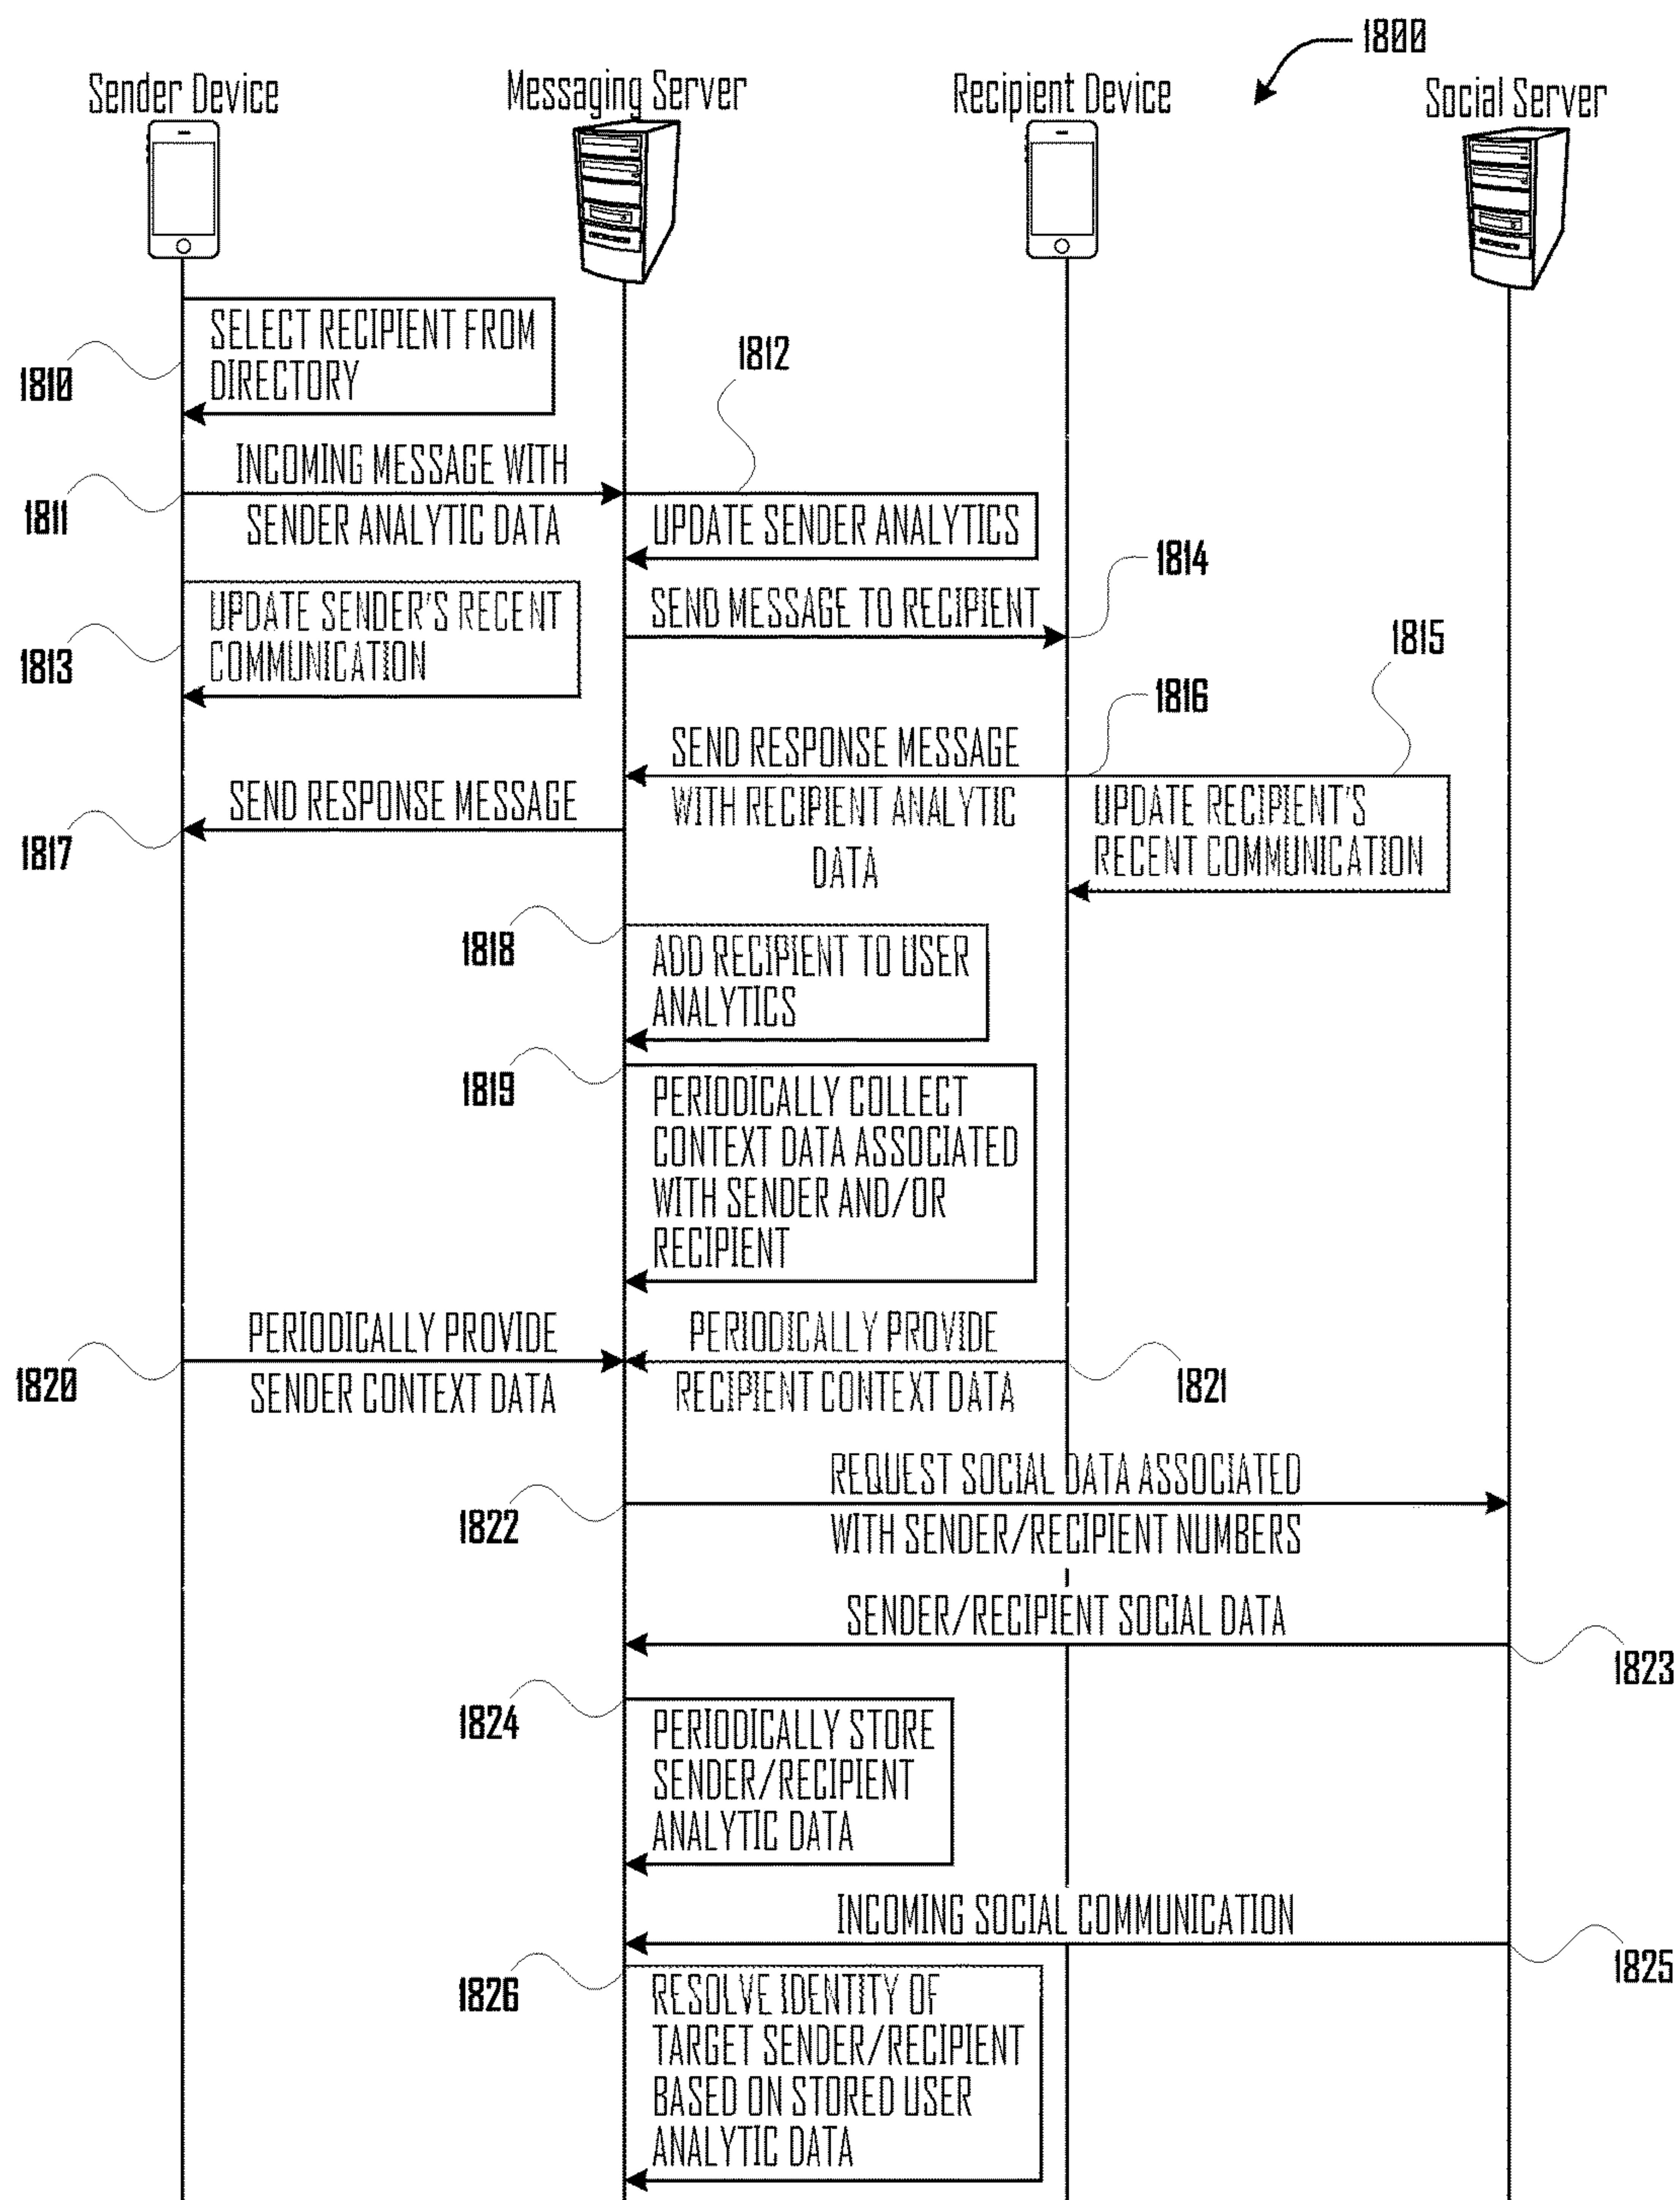 1800
Sender Device
Messaging Server
Recipient Device
Social Server
SELECT RECIPIENT FROM
DIRECTORY
1810
1812
INCOMING MESSAGE WITH
SENDER ANALYTIC DATA
1811
UPDATE SENDER ANALYTICS
1814
SEND MESSAGE TO RECIPIENT
UPDATE SENDER'S RECENT
COMMUNICATION
1813
1815
1816
SEND RESPONSE MESSAGE
WITH RECIPIENT ANALYTIC
DATA
UPDATE RECIPIENT'S
RECENT COMMUNICATION
SEND RESPONSE MESSAGE
1817
1818
ADD RECIPIENT TO USER
ANALYTICS
1819
PERIODICALLY COLLECT
CONTEXT DATA ASSOCIATED
WITH SENDER AND/OR
RECIPIENT
PERIODICALLY PROVIDE
SENDER CONTEXT DATA
1820
PERIODICALLY PROVIDE
RECIPIENT CONTEXT DATA
1821
REQUEST SOCIAL DATA ASSOCIATED
WITH SENDER/RECIPIENT NUMBERS
1822
SENDER/RECIPIENT SOCIAL DATA
1823
1824
PERIODICALLY STORE
SENDER/RECIPIENT
ANALYTIC DATA
INCOMING SOCIAL COMMUNICATION
1825
1826
RESOLVE IDENTITY OF
TARGET SENDER/RECIPIENT
BASED ON STORED USER
ANALYTIC DATA